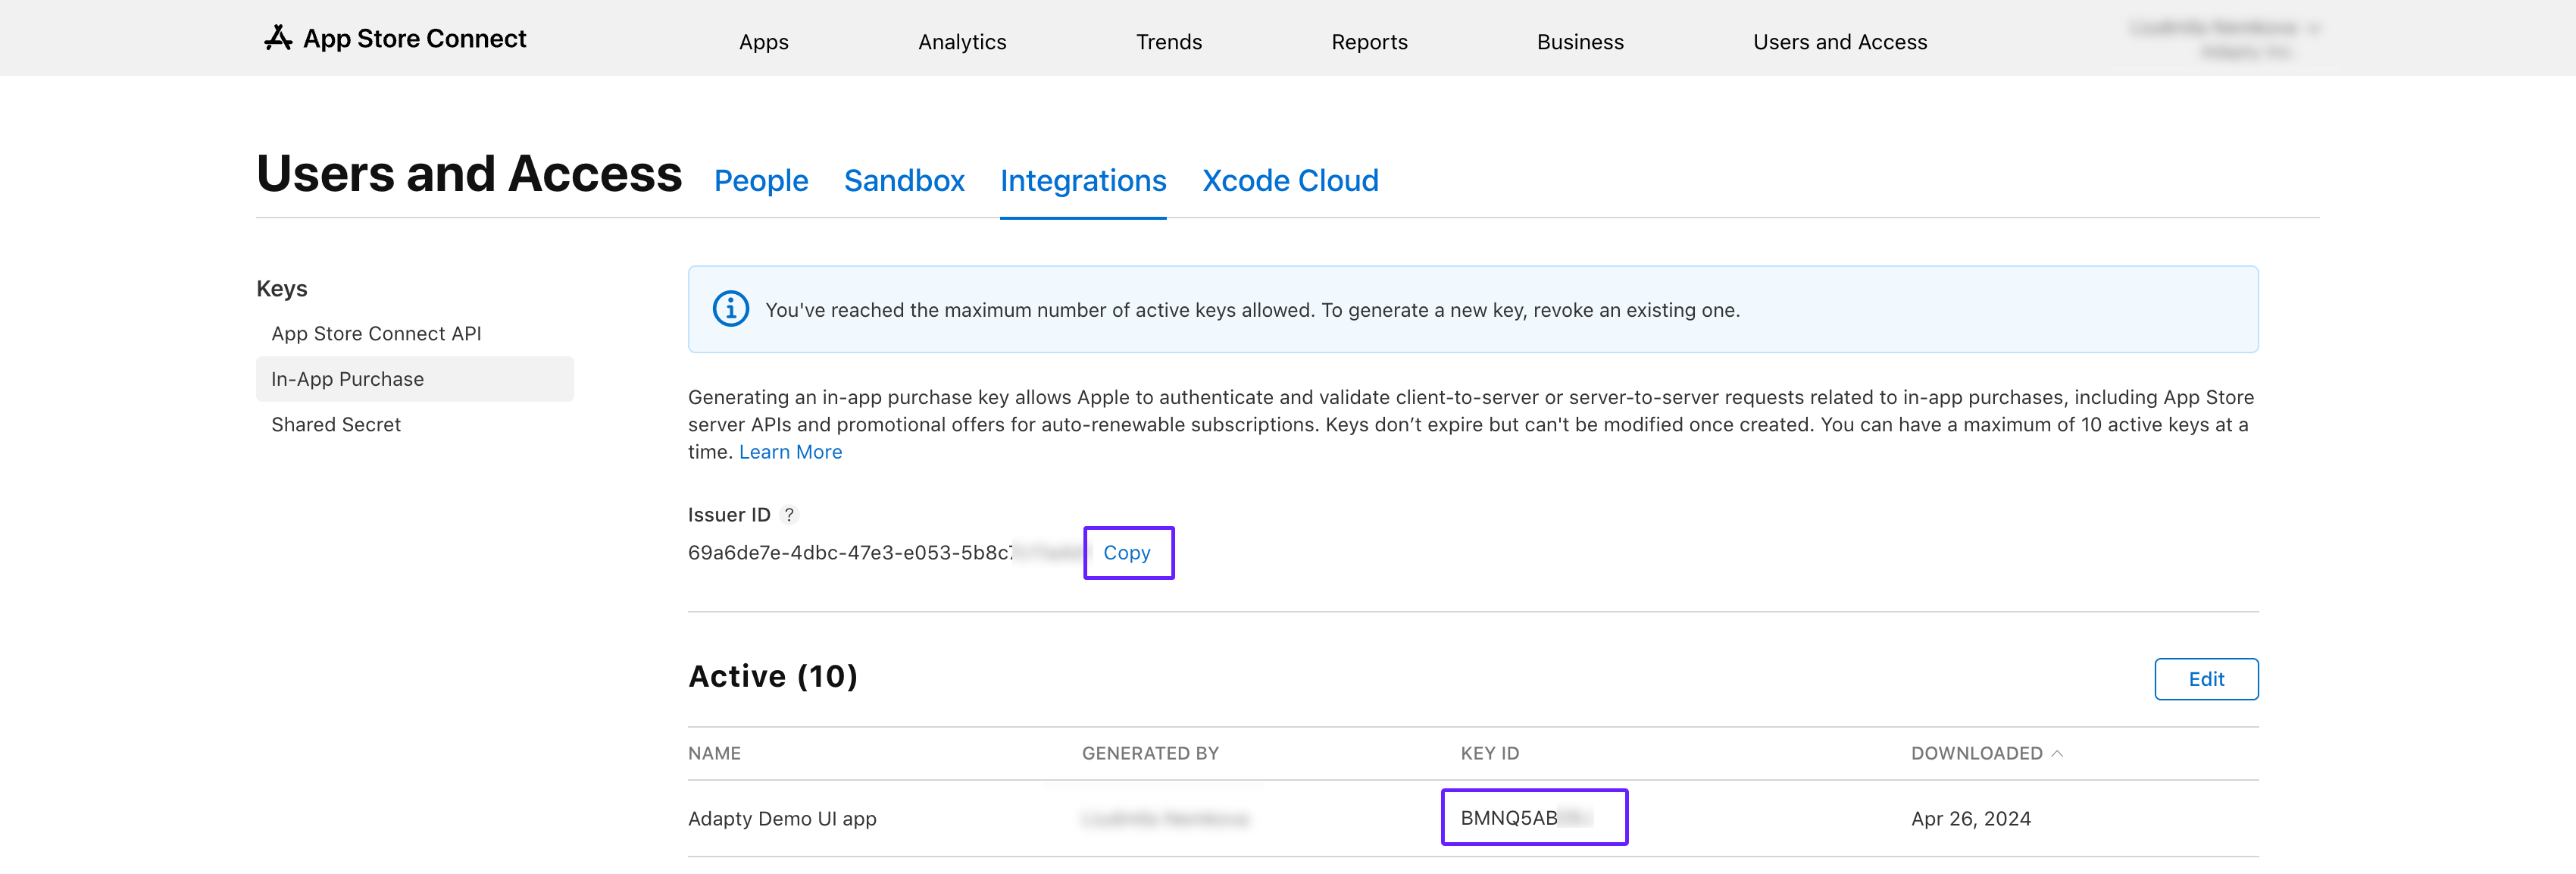 App Store Connect
Apps
Analytics
Trends
Reports
Business
Users and Access
Users and Access
People
Sandbox
Integrations
Xcode Cloud
Keys
App Store Connect API
In-App Purchase
Shared Secret
You've reached the maximum number of active keys allowed. To generate a new key, revoke an existing one.
Generating an in-app purchase key allows Apple to authenticate and validate client-to-server or server-to-server requests related to in-app purchases, including App Store
server APIs and promotional offers for auto-renewable subscriptions. Keys don’t expire but can't be modified once created. You can have a maximum of 10 active keys at a
time. Learn More
Issuer ID ?
69a6de7e-4dbc-47e3-e053-5b8c7
Copy
Active (10)
Edit
NAME
GENERATED BY
KEY ID
DOWNLOADED
Adapty Demo UI app
BMNQ5AB
Apr 26, 2024